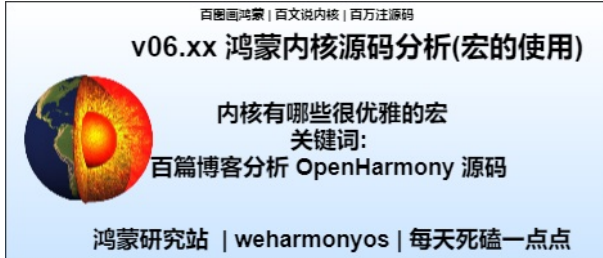 百图画鸿蒙 | 百文说内核 | 百万注源码
v06.xx 鸿蒙内核源码分析(宏的使用)
内核有哪些很优雅的宏
关键词:
百篇博客分析 OpenHarmony 源码
鸿蒙研究站 | weharmonyos | 每天死磕一点点